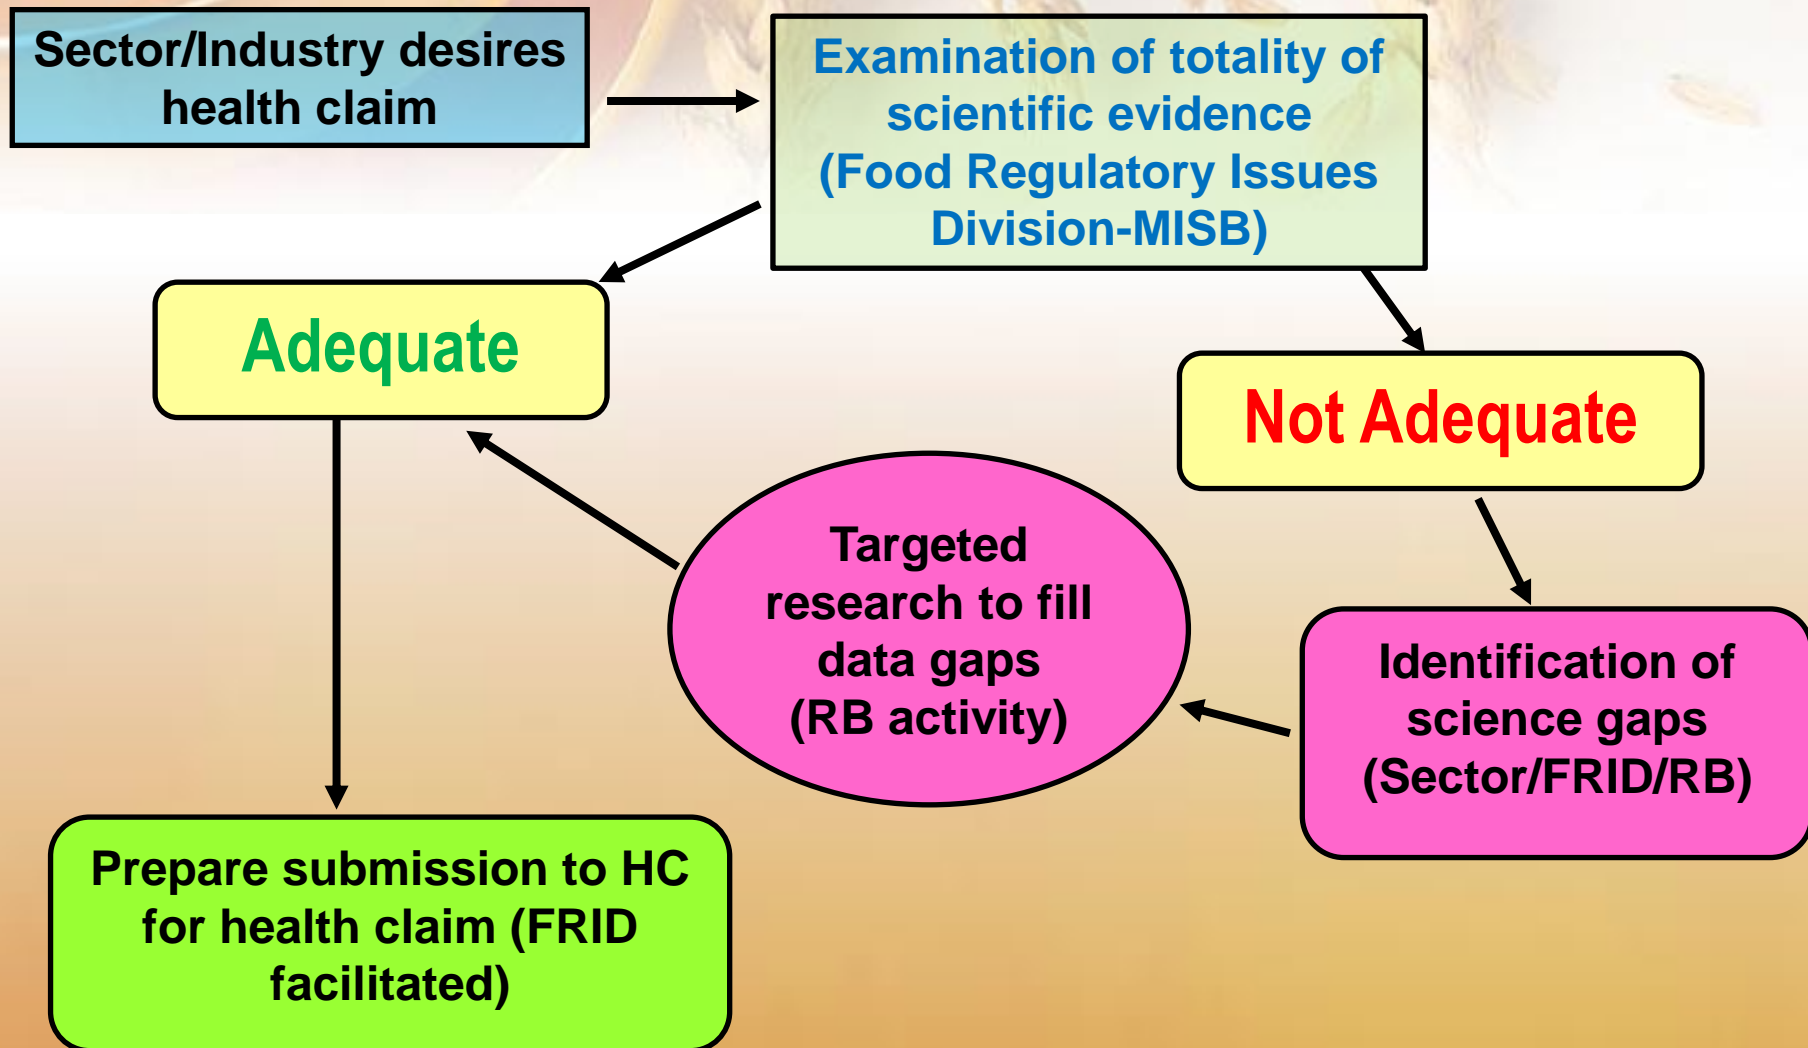 Sector/Industry desires
health claim
Examination of totality of
scientific evidence
(Food Regulatory Issues
Division-MISB)
Adequate
Not Adequate
Targeted
research to fill
data gaps
(RB activity)
Identification of
science gaps
(Sector/FRID/RB)
Prepare submission to HC
for health claim (FRID
facilitated)